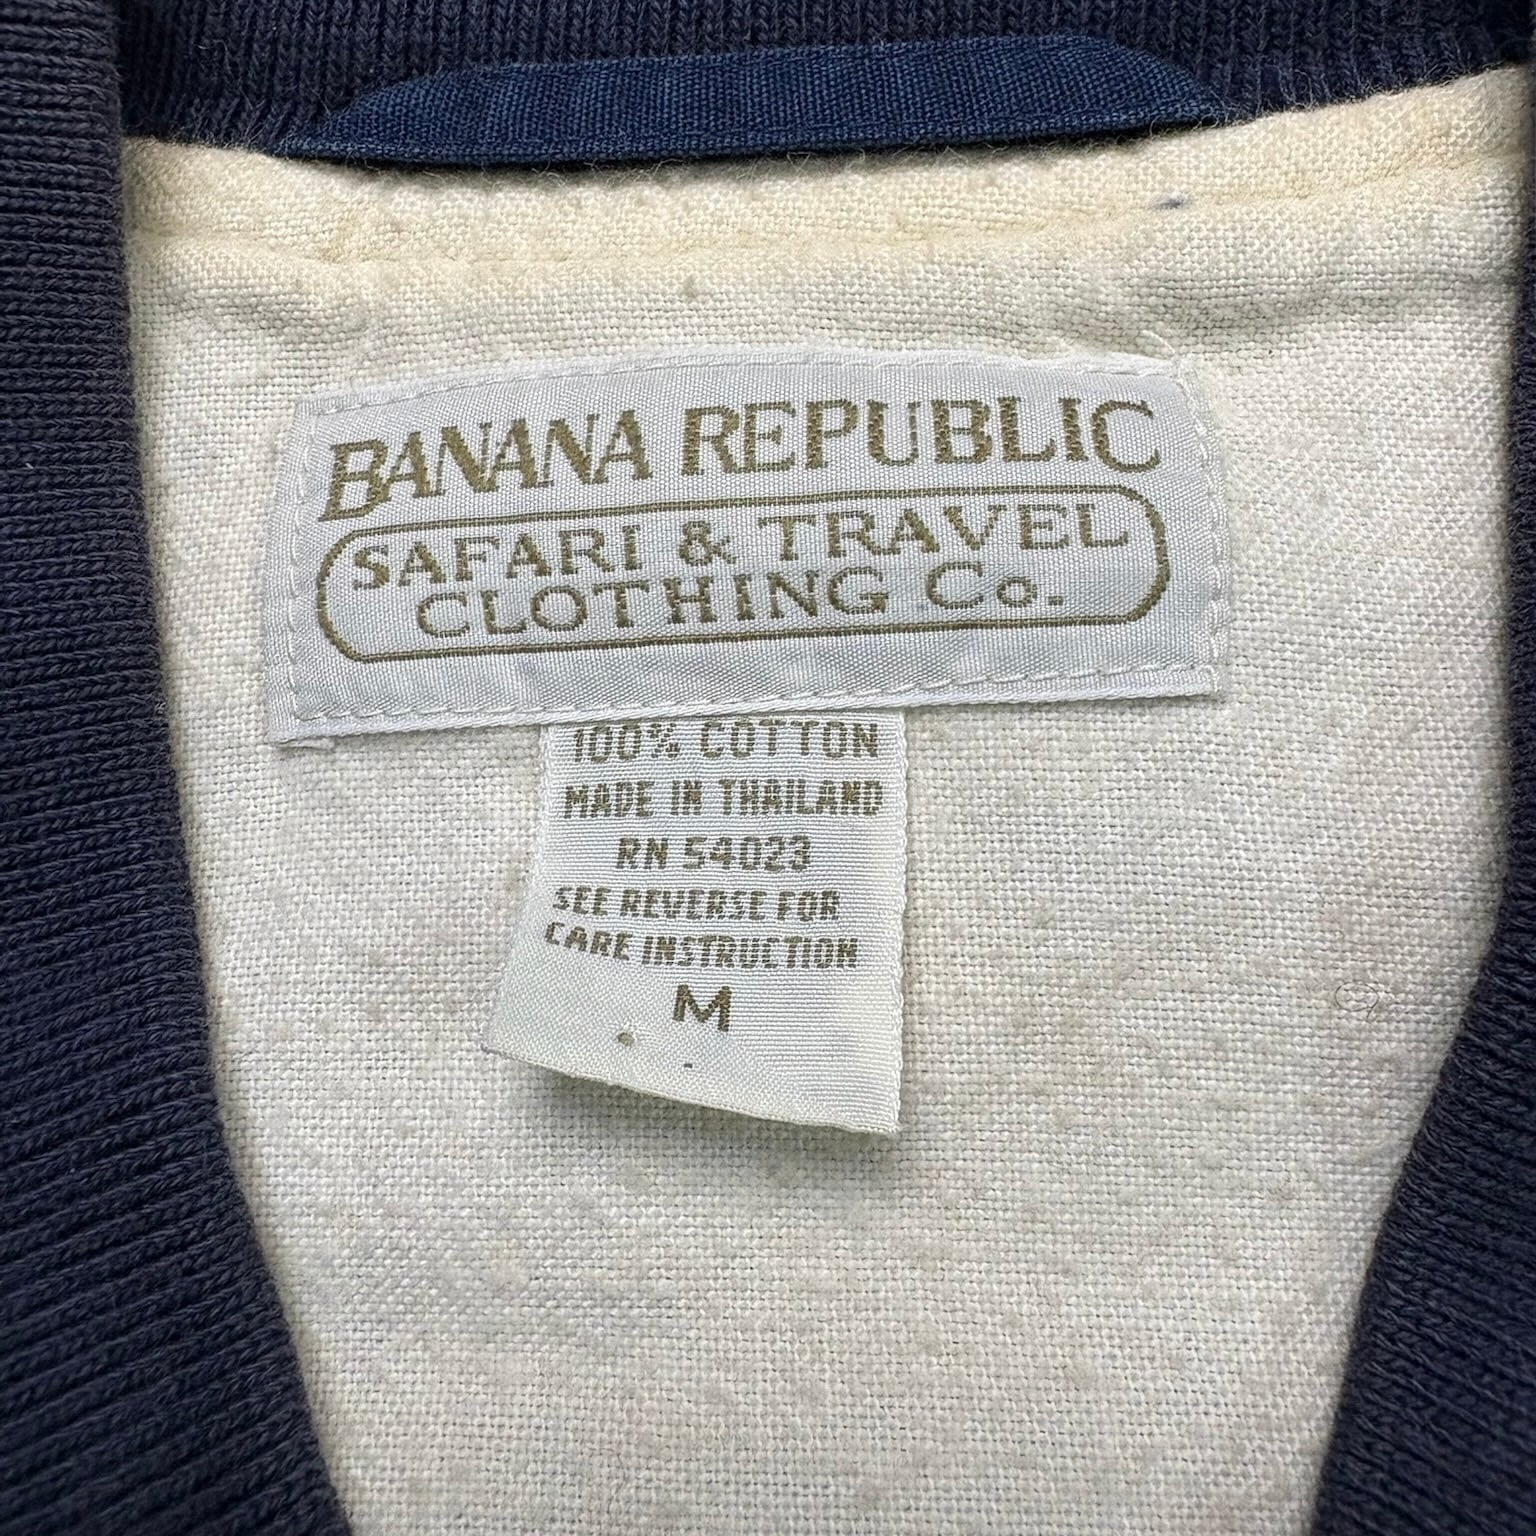 BANANA REPUBLIC
SAFARI & TRAVEL
CLOTHING Co.
100% COTTON
MADE IN THAILAND
RN 54023
SEE REVERSE FOR
CARE INSTRUCTION
M